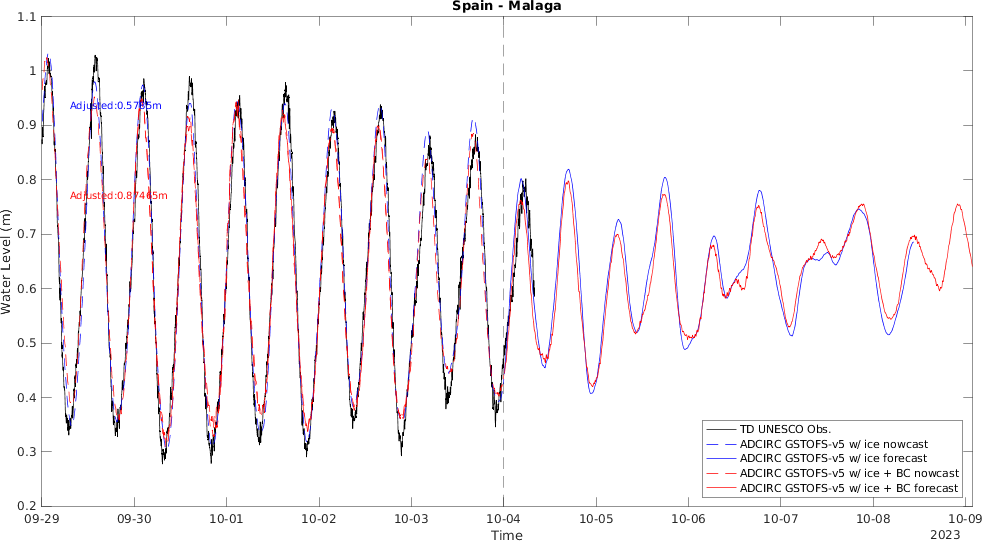 Spain - Malaga
1.1
1
Adjusted:0.5735m
0.9
0.8
Adjusted:0.87465m
0.7
Water Level (m)
0.6
0.5
0.4
0.3
0.2
TD UNESCO Obs.
ADCIRC GSTOFS-v5 w/ ice nowcast
ADCIRC GSTOFS-v5 w/ ice forecast
ADCIRC GSTOFS-v5 w/ ice + BC nowcast
ADCIRC GSTOFS-v5 w/ ice + BC forecast
09-29 09-30 10-01 10-02 10-03 10-04 10-05 10-06 10-07 10-08 10-09
Time
2023